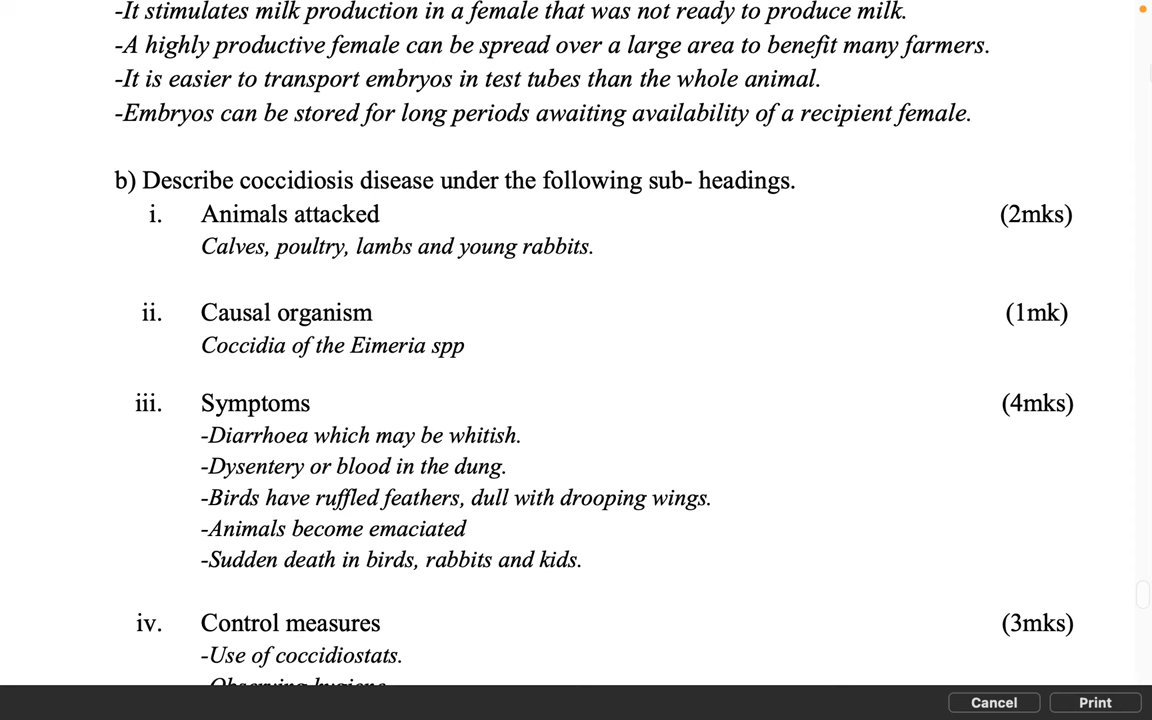 -It stimulates milk production in a female that was not ready to produce milk.
-A highly productive female can be spread over a large area to benefit many farmers.
-It is easier to transport embryos in test tubes than the whole animal.
-Embryos can be stored for long periods awaiting availability of a recipient female.
b) Describe coccidiosis disease under the following sub- headings.
i. Animals attacked (2mks)
Calves, poultry, lambs and young rabbits.
ii. Causal organism (1mk)
Coccidia of the Eimeria spp
iii. Symptoms (4mks)
-Diarrhoea which may be whitish.
-Dysentery or blood in the dung.
-Birds have ruffled feathers, dull with drooping wings.
-Animals become emaciated
-Sudden death in birds, rabbits and kids.
iv. Control measures (3mks)
-Use of coccidiostats.
Cancel Print